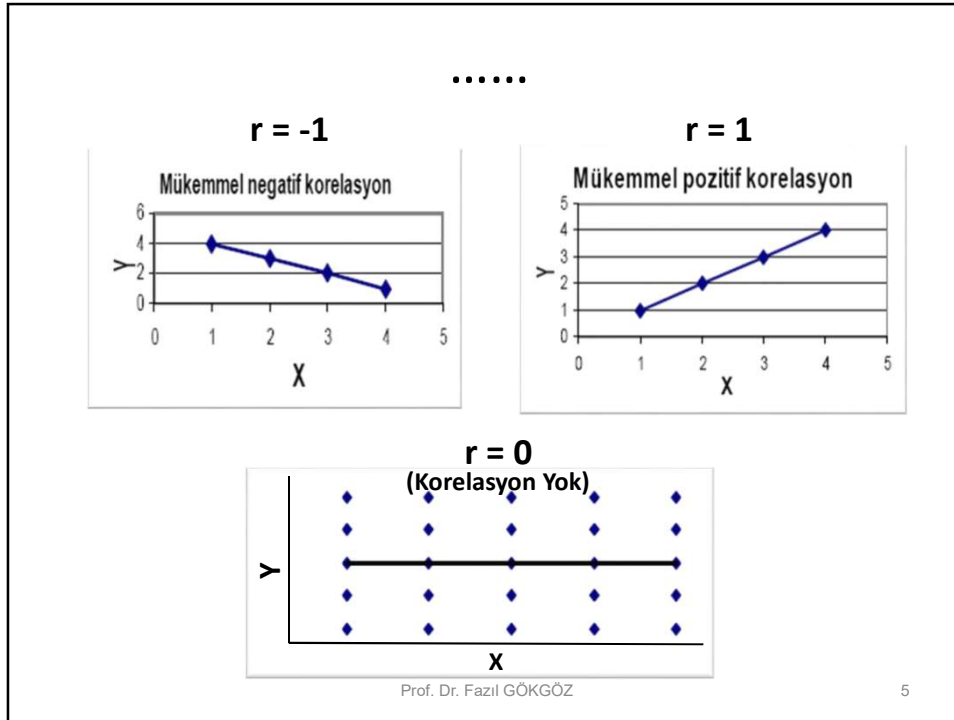 ......
r = -1
Mükemmel negatif korelasyon
6
4
2
0
Y
0 1 2 3 4 5
X
r = 1
Mükemmel pozitif korelasyon
5
4
3
2
1
0
Y
0 1 2 3 4 5
X
r = 0
(Korelasyon Yok)
Y
X
Prof. Dr. Fazıl GÖKGÖZ
5